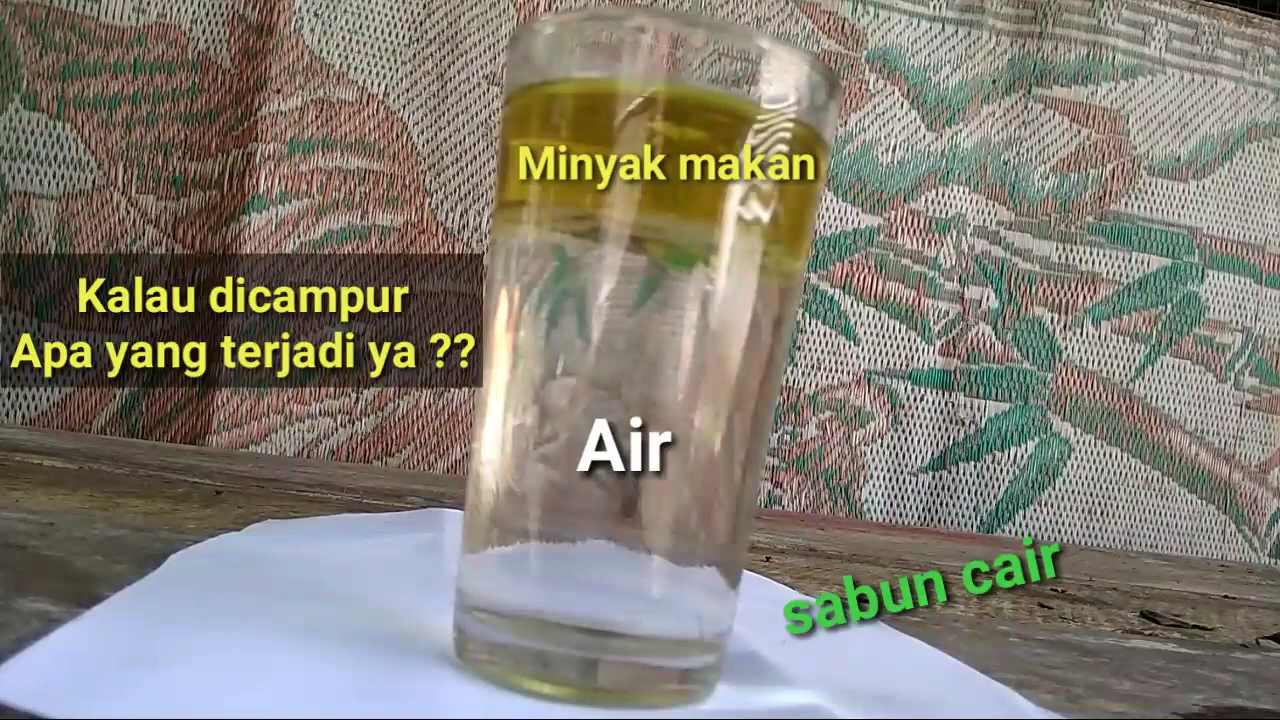 Minyak makan
Kalau dicampur
Apa yang terjadi ya ??
Air
sabun cair